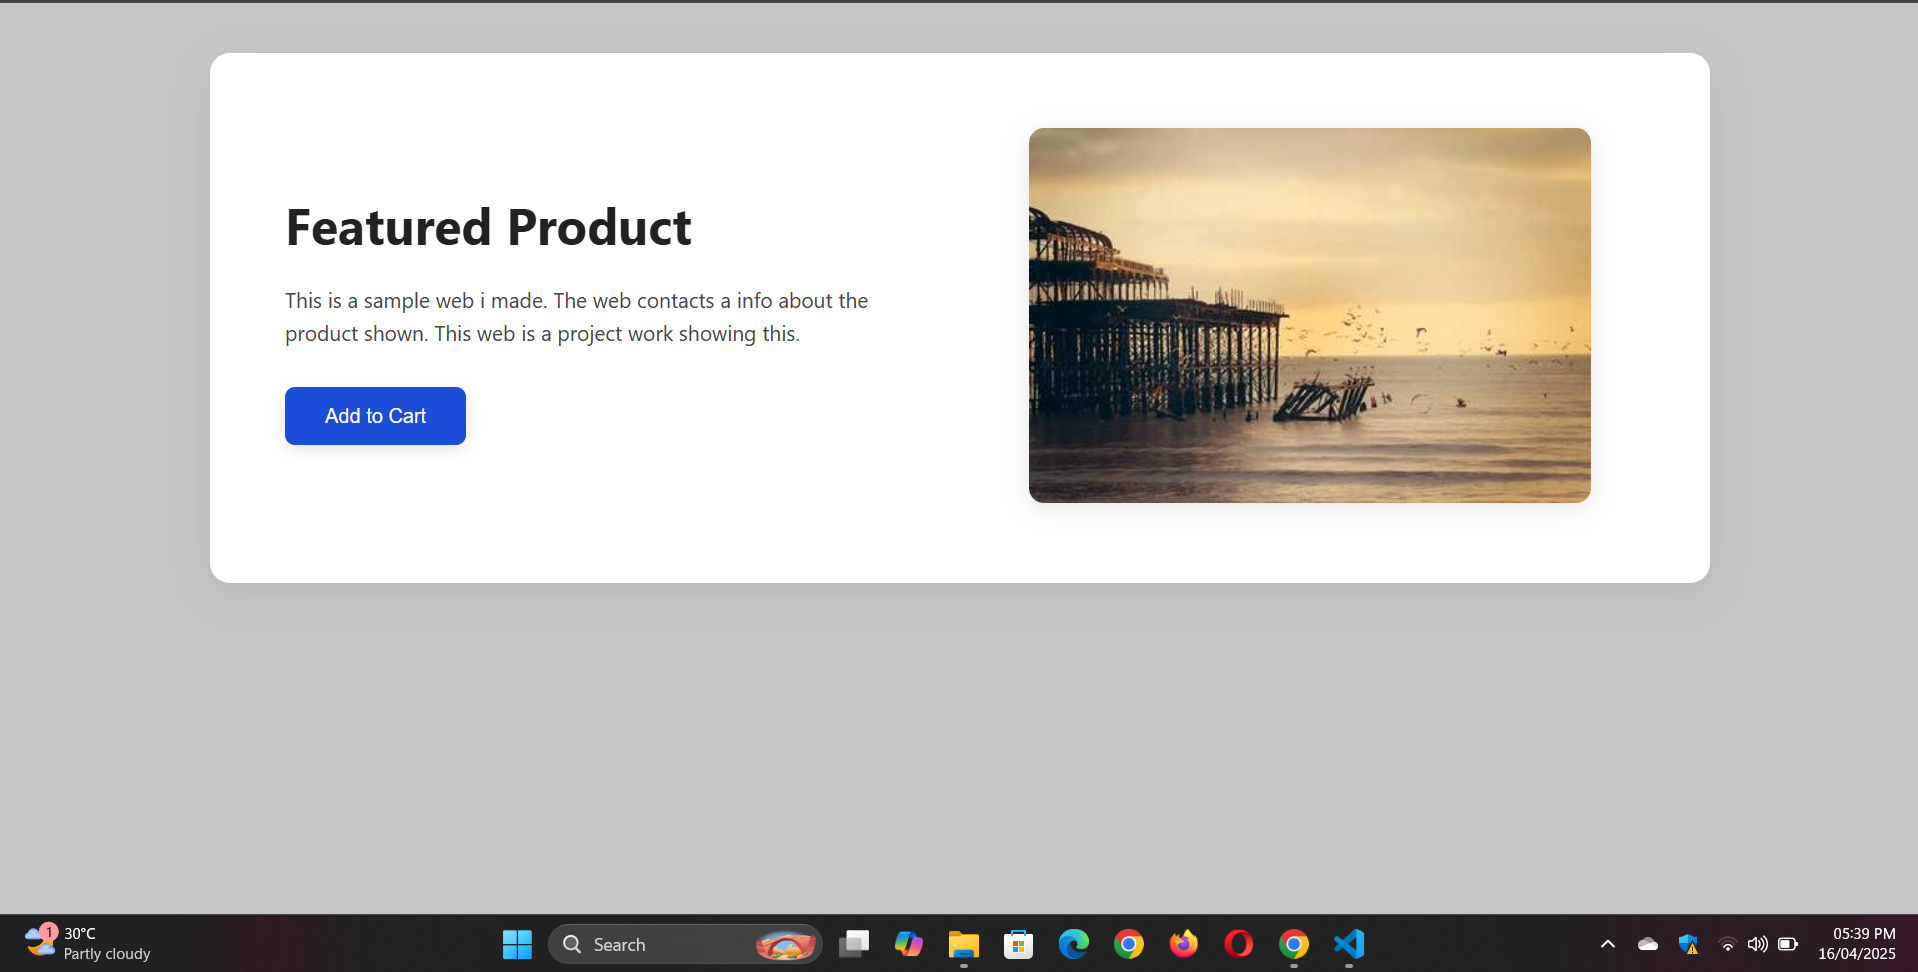 Featured Product
This is a sample web i made. The web contacts a info about the
product shown. This web is a project work showing this.
Add to Cart
1
30°C
Partly cloudy
Search
05:39 PM
16/04/2025